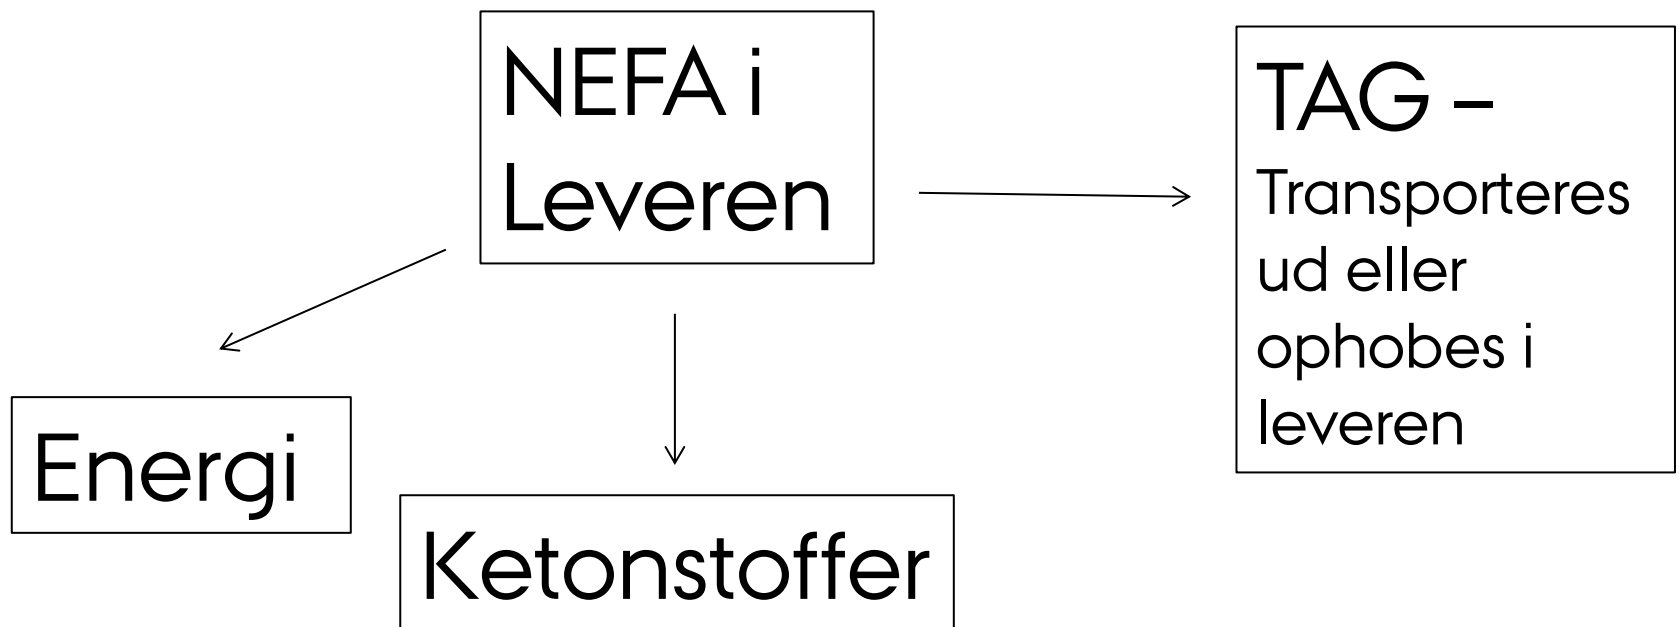 NEFA i
Leveren
TAG –
Transporteres
ud eller
ophobes i
leveren
Energi
Ketonstoffer